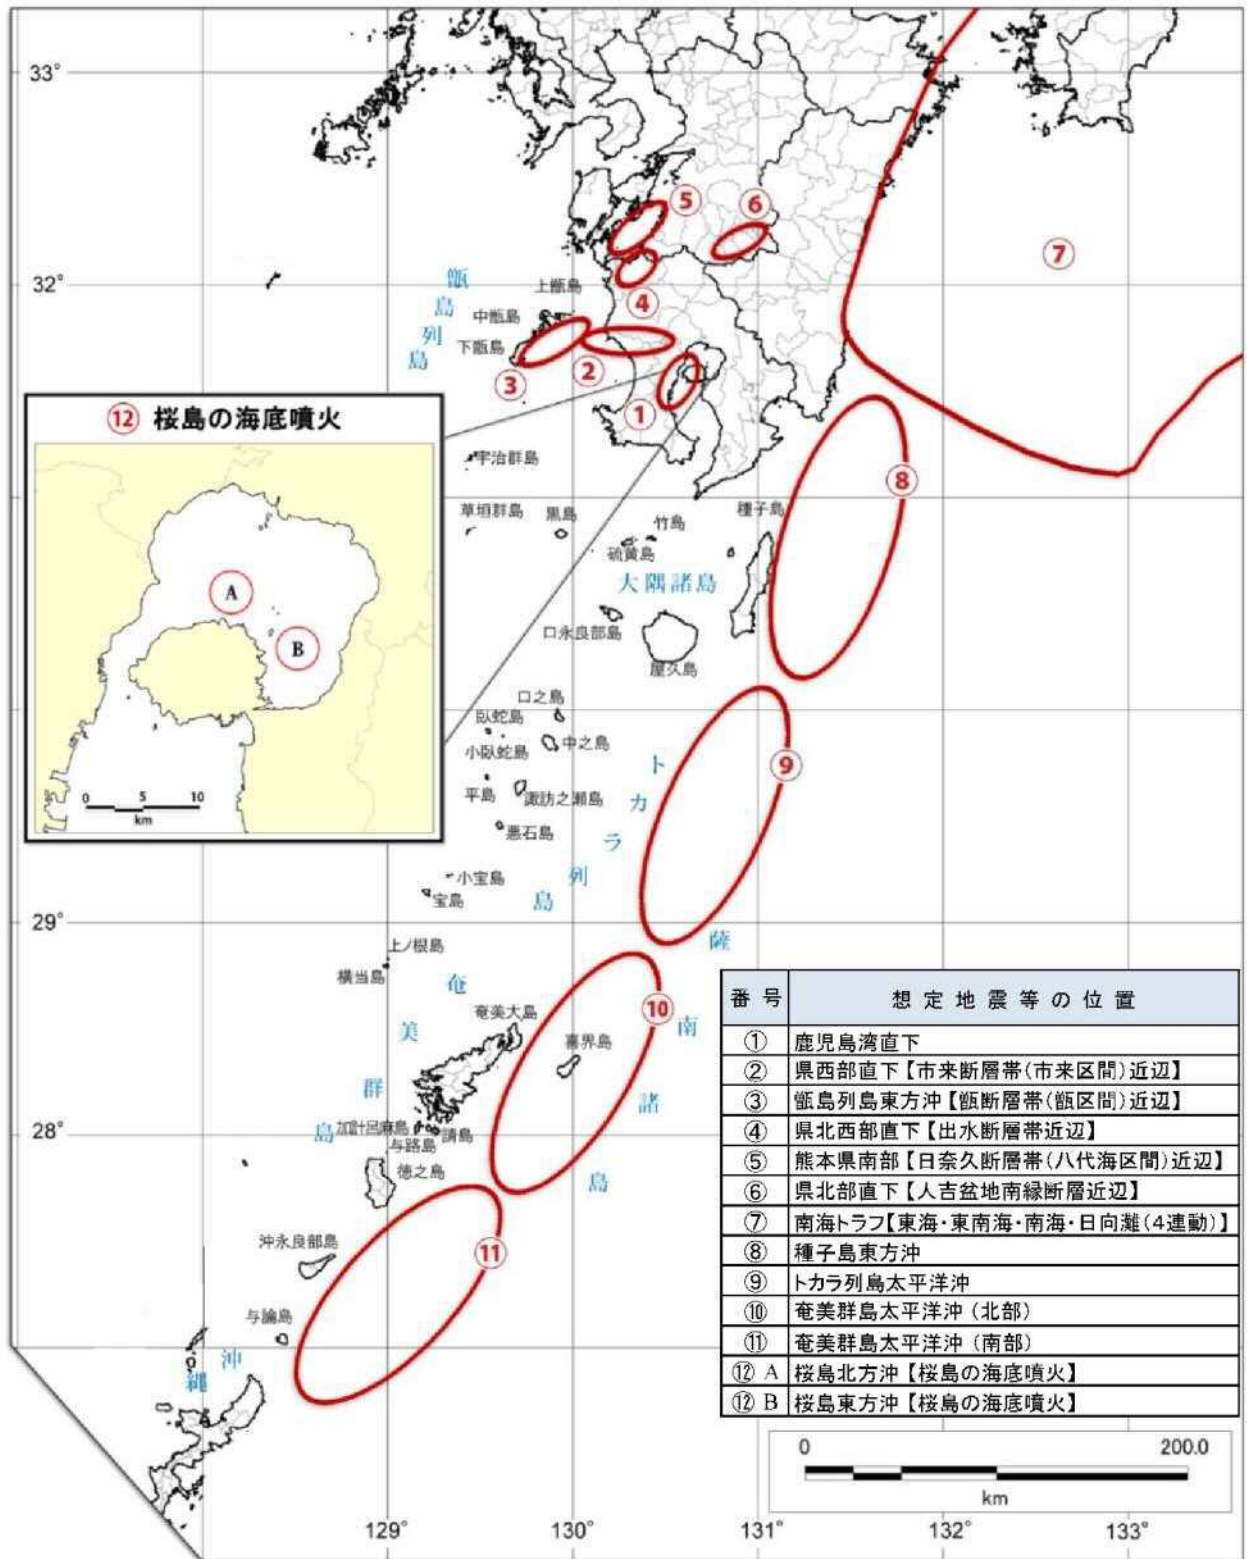 33°
⑤
⑥
⑦
32°
甑島列島
上甑島
中甑島
下甑島
④
③
②
①
⑫ 桜島の海底噴火
A
B
0 5 10
km
宇治群島
草垣群島
黒島
竹島
硫黄島
種子島
⑧
大隅諸島
口永良部島
屋久島
口之島
臥蛇島
小臥蛇島
中之島
平島
諏訪之瀬島
悪石島
小宝島
宝島
トカラ列島
⑨
29°
上ノ根島
横当島
薩南諸島
奄美群島
奄美大島
喜界島
⑩
28°
加計呂麻島
請島
与路島
徳之島
沖永良部島
⑪
与論島
沖縄
番号 想定地震等の位置
① 鹿児島湾直下
② 県西部直下【市来断層帯(市来区間)近辺】
③ 甑島列島東方沖【甑断層帯(甑区間)近辺】
④ 県北西部直下【出水断層帯近辺】
⑤ 熊本県南部【日奈久断層帯(八代海区間)近辺】
⑥ 県北部直下【人吉盆地南縁断層近辺】
⑦ 南海トラフ【東海・東南海・南海・日向灘(4連動)】
⑧ 種子島東方沖
⑨ トカラ列島太平洋沖
⑩ 奄美群島太平洋沖(北部)
⑪ 奄美群島太平洋沖(南部)
⑫ A 桜島北方沖【桜島の海底噴火】
⑫ B 桜島東方沖【桜島の海底噴火】
0 200.0
km
129° 130° 131° 132° 133°